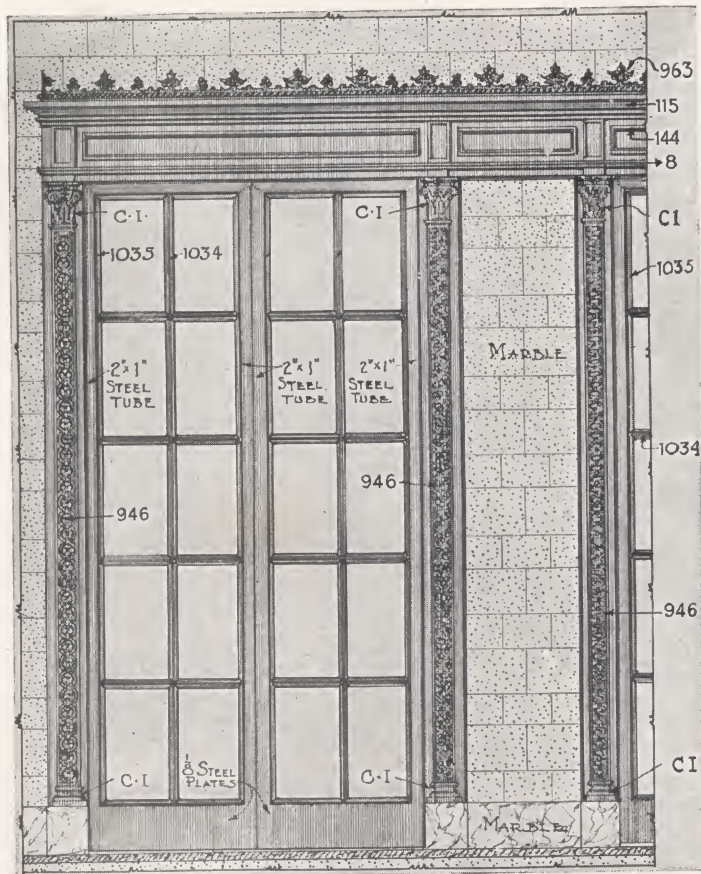 963
115
144
8
C.I.
C.I
CI
1035
1034
1035
2"x1"
STEEL
TUBE
2"x1"
STEEL
TUBE
2"x1"
STEEL
TUBE
MARBLE
1034
946
946
946
C.I
1/8 STEEL
PLATES
C.I
CI
MARBLE